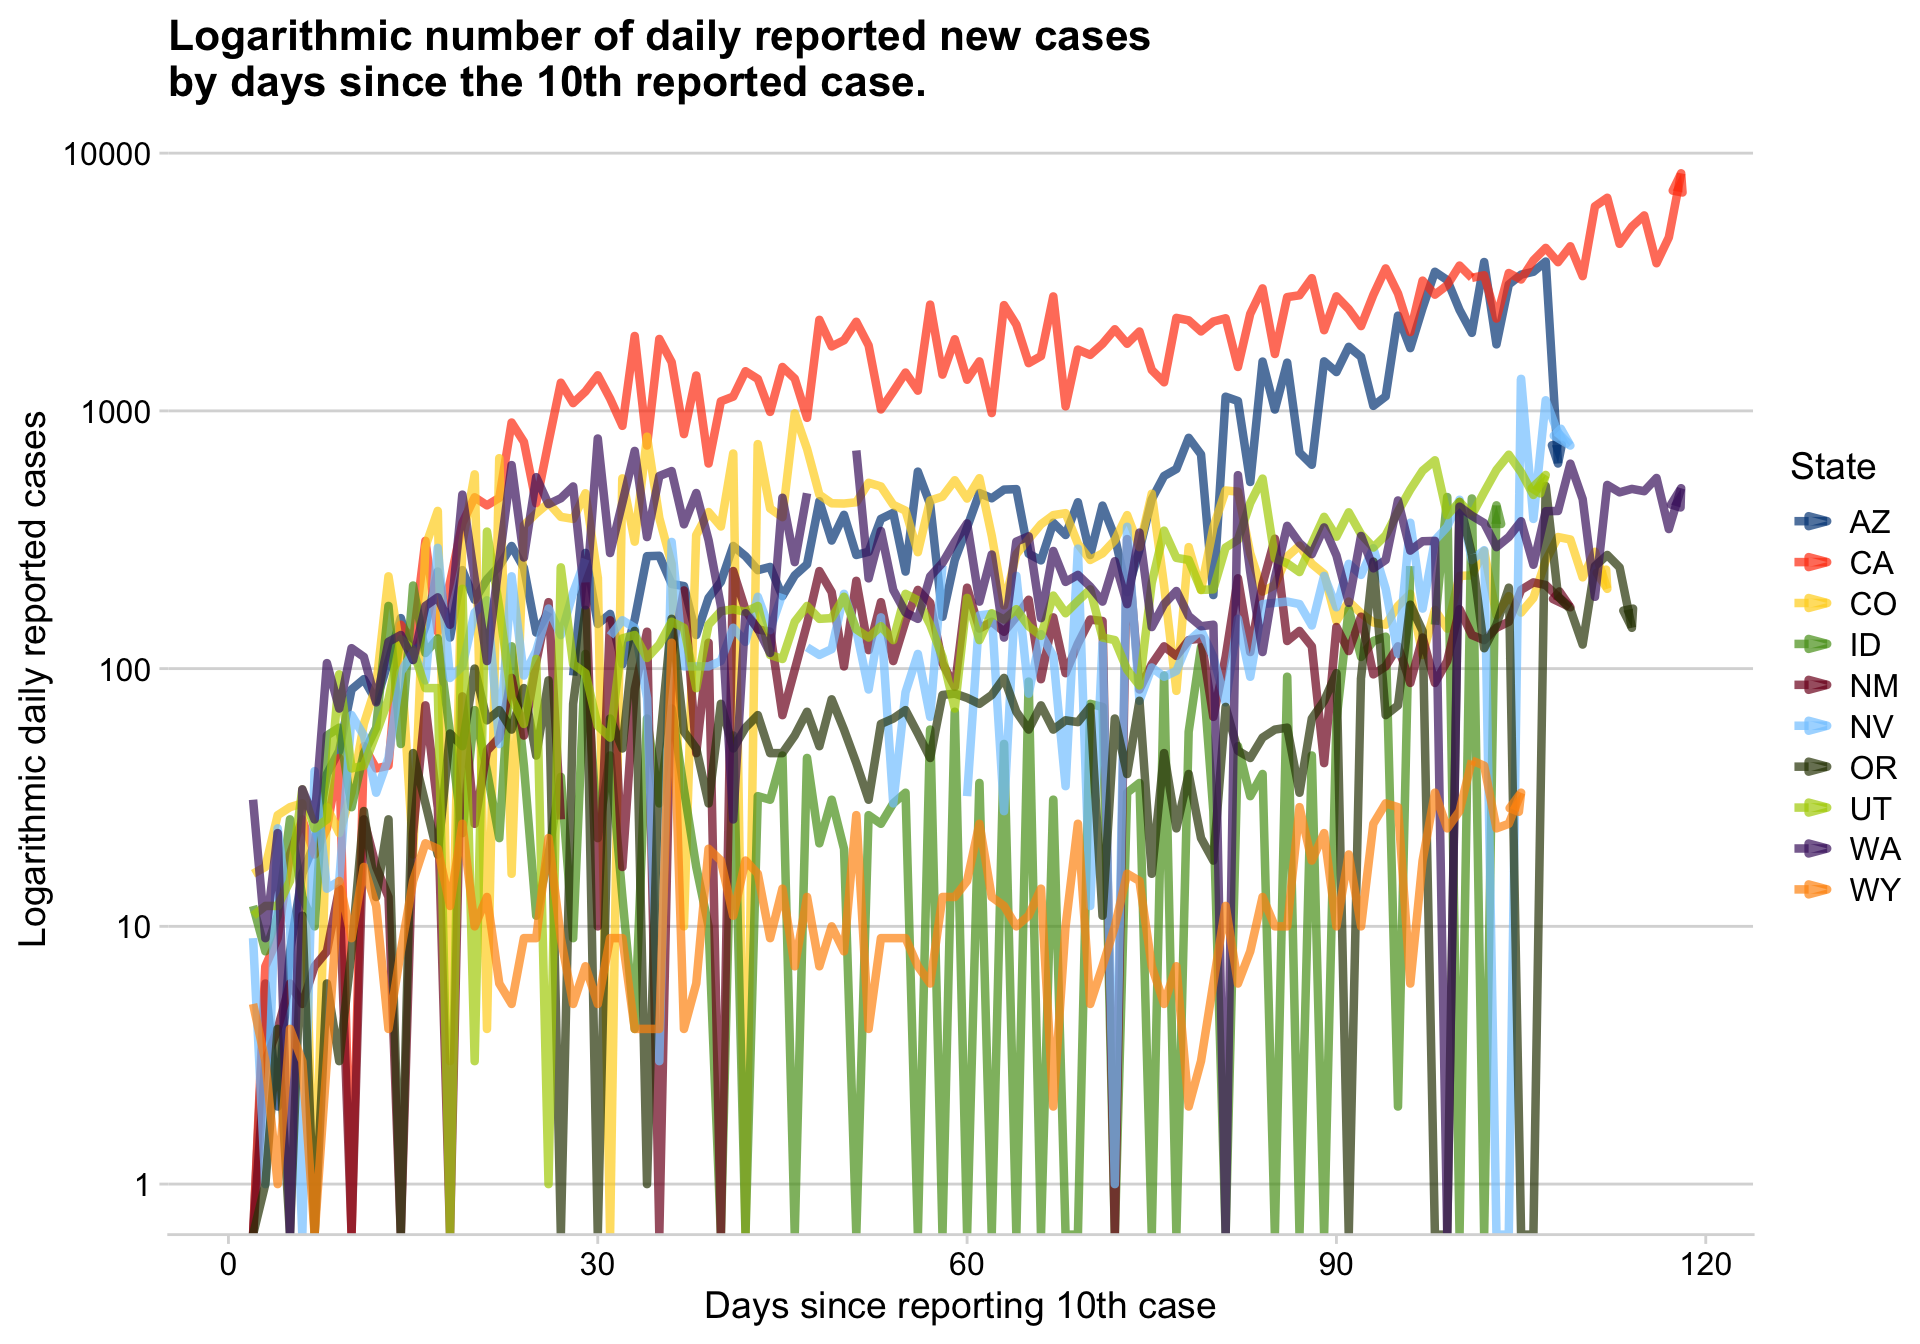 Logarithmic number of daily reported new cases
by days since the 10th reported case.
Logarithmic daily reported cases
10000
1000
100
10
1
0
30
60
90
120
Days since reporting 10th case
State
AZ
CA
CO
ID
NM
NV
OR
UT
WA
WY